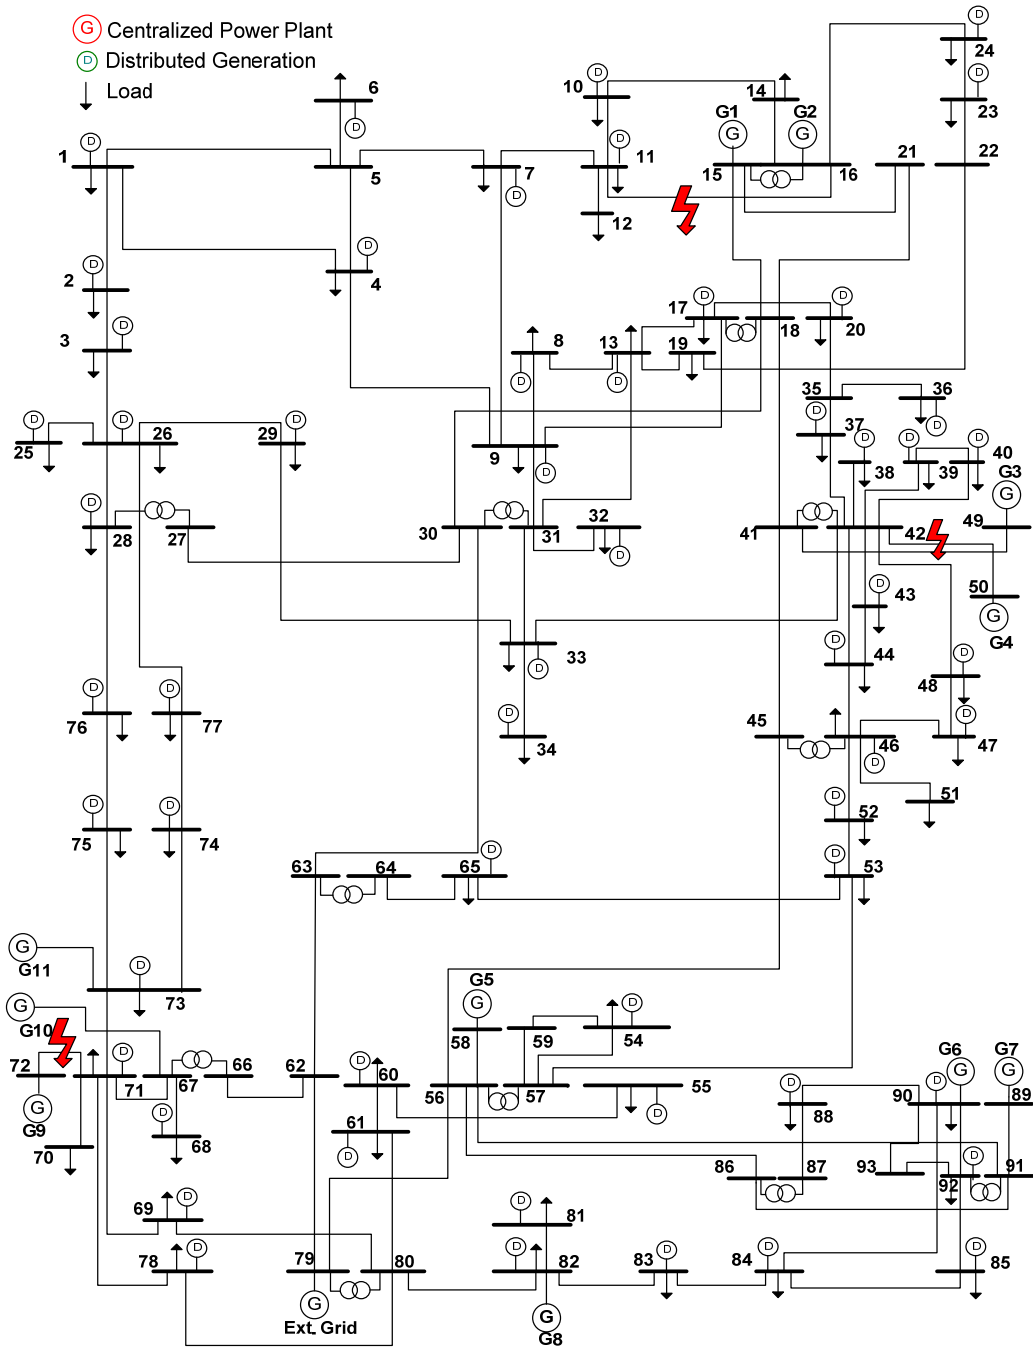 G Centralized Power Plant
D Distributed Generation
Load
D
24
6
D
10
D
14
D
23
G1
G2
G
G
D
1
D
D
11
5
7
D
15
16
21
22
12
D
4
D
2
D
3
17
D
18
D
20
8
13
19
D
D
35
36
D
D
25
D
26
D
29
D
37
D
38
D
39
D
40
G3
G
9
D
D
28
27
30
31
32
D
41
42
49
50
G
G4
D
43
33
D
D
44
D
48
D
76
D
77
D
34
45
46
D
D
47
D
75
D
74
51
D
52
63
64
65
D
D
53
G
G11
D
73
G
G10
G5
G
58
59
54
D
72
G
G9
71
D
67
66
62
D
60
56
57
55
D
G6
G
G7
G
D
88
D
90
89
61
D
D
68
70
86
87
93
D
92
91
69
D
D
81
78
D
79
80
D
82
D
83
84
D
D
85
G
Ext. Grid
G
G8